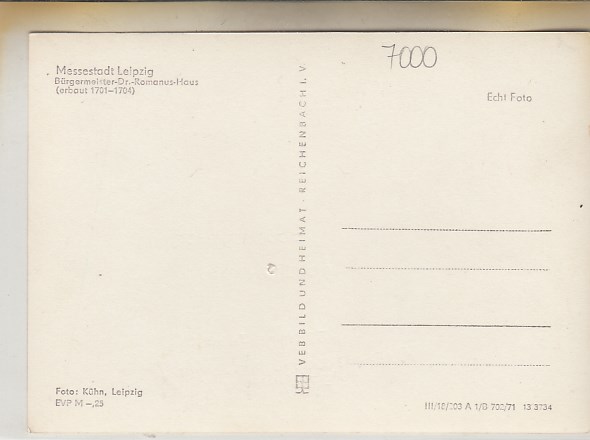 Messestadt Leipzig
Bürgermeister-Dr.-Romanus-Haus
(erbaut 1701–1704)
Foto: Kühn, Leipzig
EVP M –,25
VEB BILD UND HEIMAT · REICHENBACH I. V.
7000
Echt Foto
III/18/203 A 1/B 702/71 13 3734